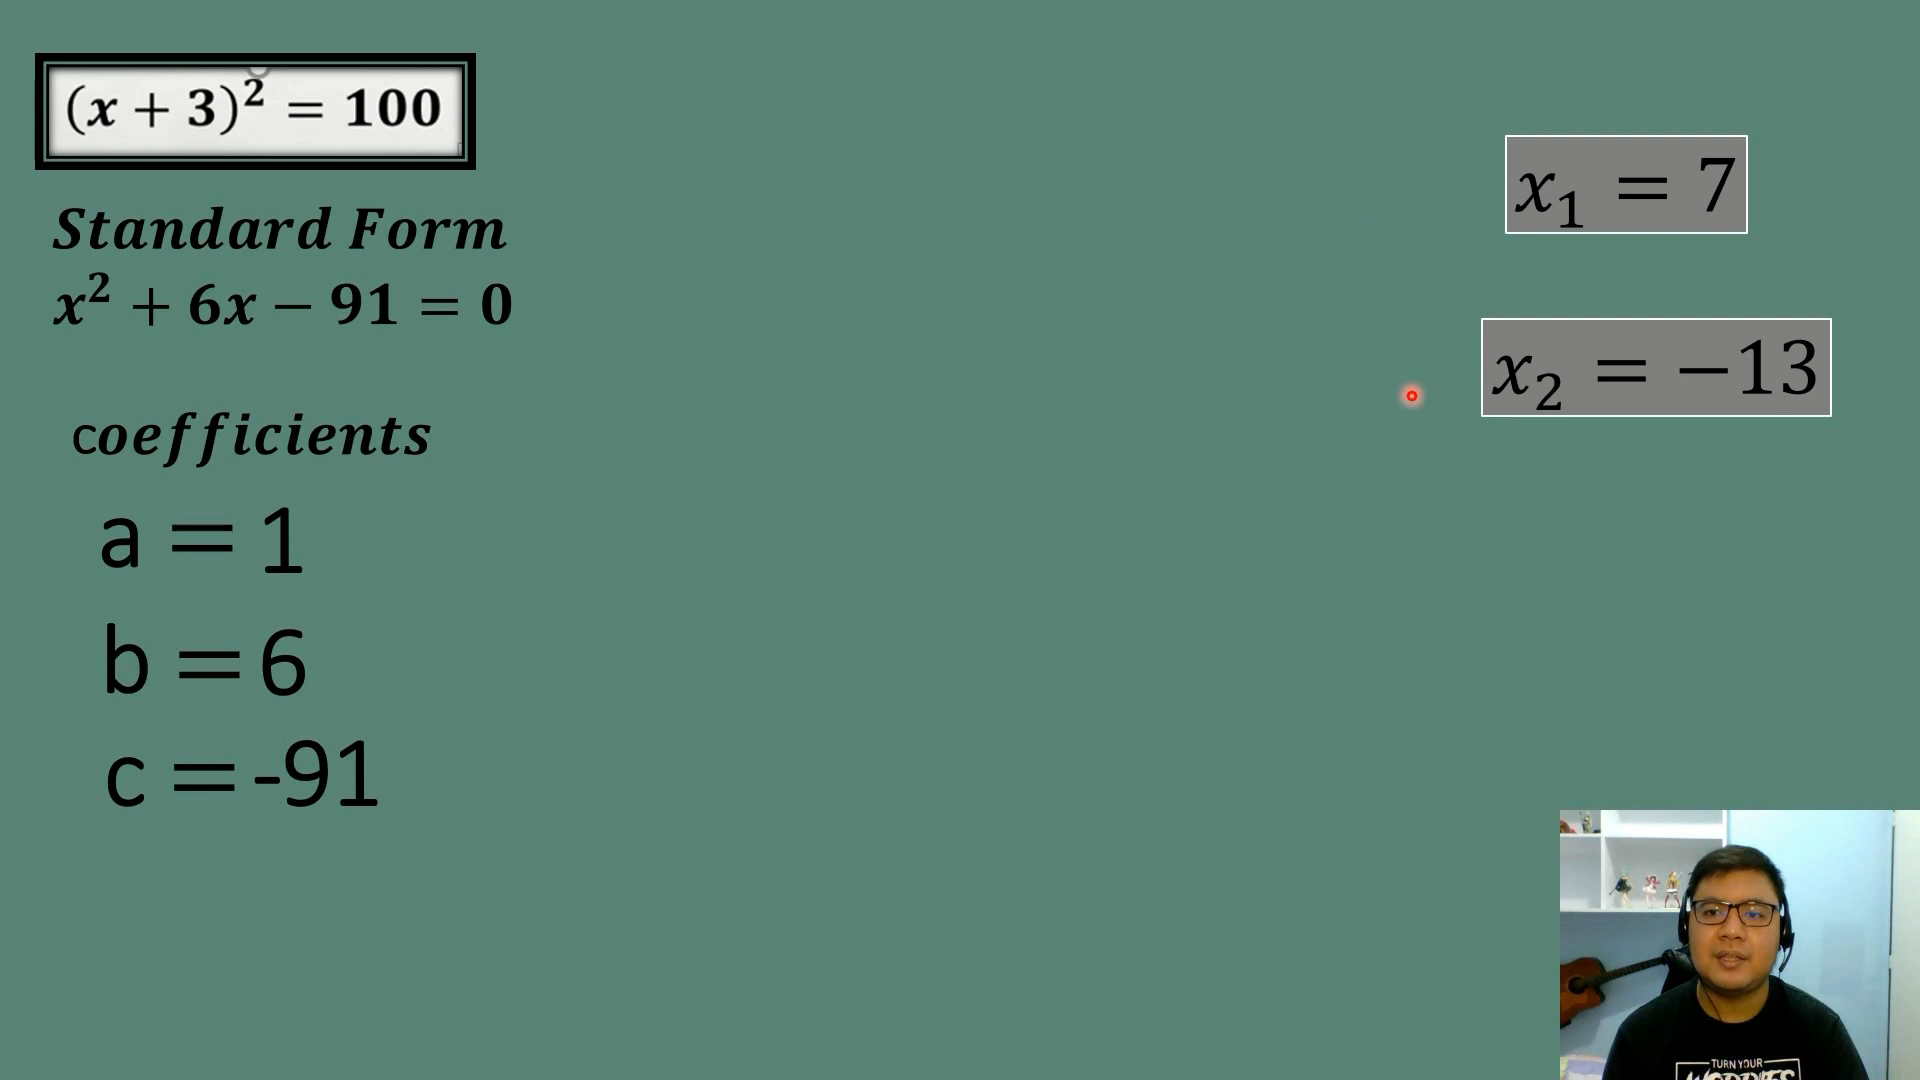 (x + 3)² = 100
Standard Form
x² + 6x − 91 = 0
coefficients
a = 1
b = 6
c = -91
x₁ = 7
x₂ = −13
TURN YOUR